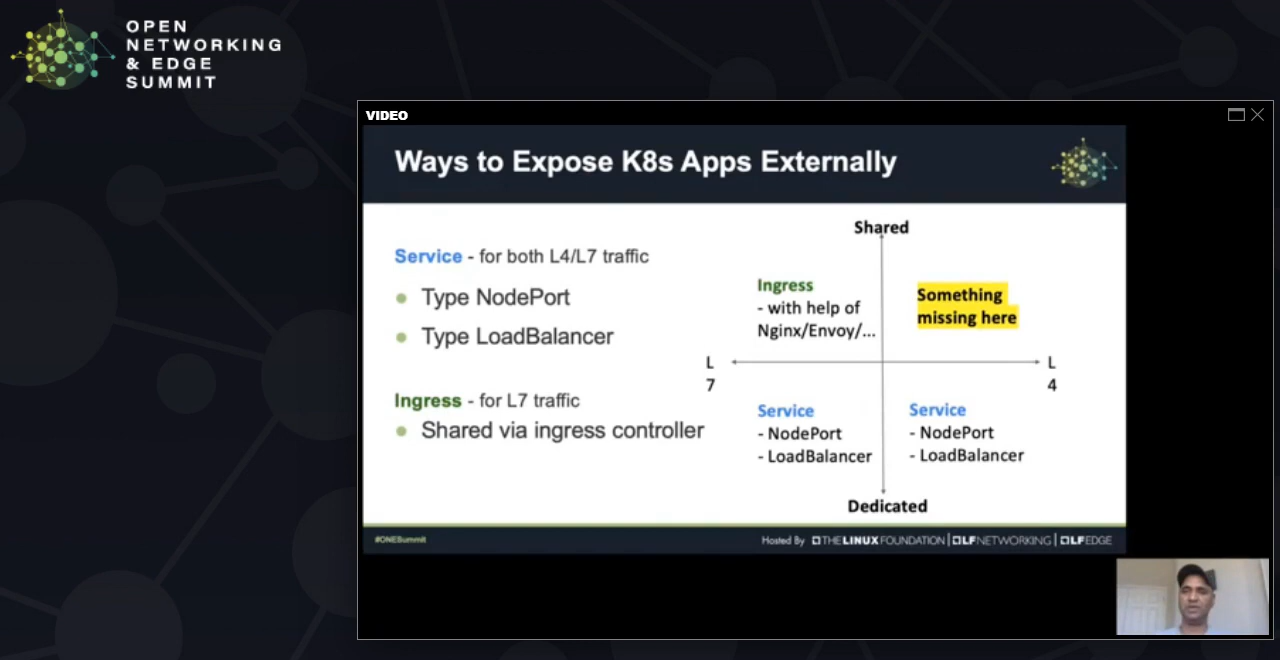 OPEN
NETWORKING
& EDGE
SUMMIT
VIDEO
Ways to Expose K8s Apps Externally
Service - for both L4/L7 traffic
Type NodePort
Type LoadBalancer
Ingress - for L7 traffic
Shared via ingress controller
Shared
Ingress
- with help of
Nginx/Envoy/...
Something
missing here
L
7
L
4
Service
- NodePort
- LoadBalancer
Service
- NodePort
- LoadBalancer
Dedicated
#ONESummit
Hosted By THE LINUX FOUNDATION | LF NETWORKING | LF EDGE